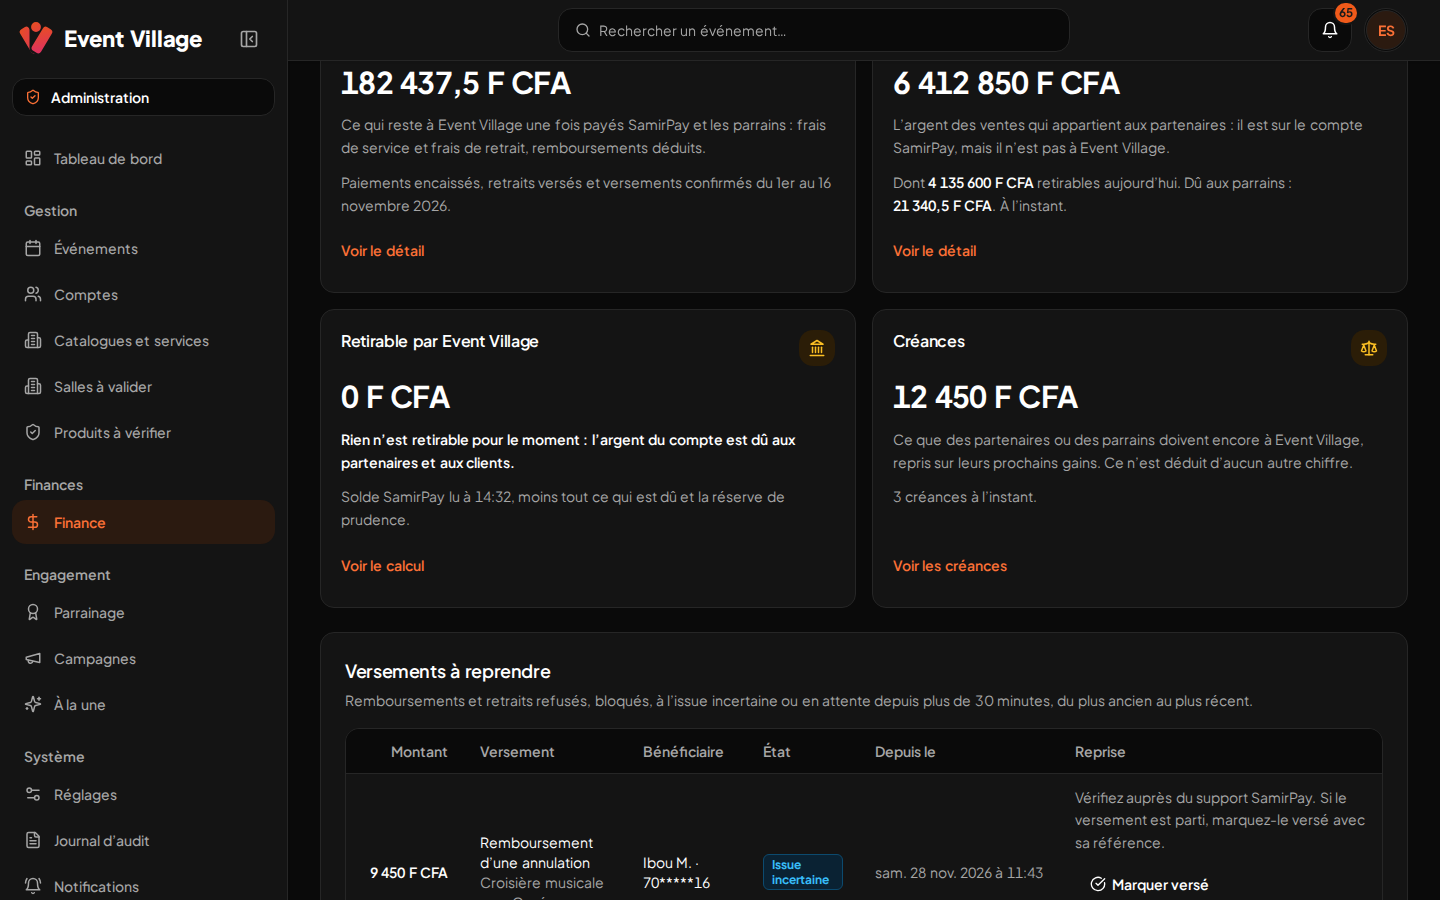 Event Village
Rechercher un événement...
65
ES
Administration
Tableau de bord
Gestion
Événements
Comptes
Catalogues et services
Salles à valider
Produits à vérifier
Finances
Finance
Engagement
Parrainage
Campagnes
À la une
Système
Réglages
Journal d'audit
Notifications
182 437,5 F CFA
Ce qui reste à Event Village une fois payés SamirPay et les parrains : frais
de service et frais de retrait, remboursements déduits.
Paiements encaissés, retraits versés et versements confirmés du 1er au 16
novembre 2026.
Voir le détail
6 412 850 F CFA
L'argent des ventes qui appartient aux partenaires : il est sur le compte
SamirPay, mais il n'est pas à Event Village.
Dont 4 135 600 F CFA retirables aujourd'hui. Dû aux parrains :
21 340,5 F CFA. À l'instant.
Voir le détail
Retirable par Event Village
0 F CFA
Rien n'est retirable pour le moment : l'argent du compte est dû aux
partenaires et aux clients.
Solde SamirPay lu à 14:32, moins tout ce qui est dû et la réserve de
prudence.
Voir le calcul
Créances
12 450 F CFA
Ce que des partenaires ou des parrains doivent encore à Event Village,
repris sur leurs prochains gains. Ce n'est déduit d'aucun autre chiffre.
3 créances à l'instant.
Voir les créances
Versements à reprendre
Remboursements et retraits refusés, bloqués, à l'issue incertaine ou en attente depuis plus de 30 minutes, du plus ancien au plus récent.
Montant Versement Bénéficiaire État Depuis le Reprise
9 450 F CFA
Remboursement
d'une annulation
Croisière musicale
Ibou M. ·
70*****16
Issue
incertaine
sam. 28 nov. 2026 à 11:43
Vérifiez auprès du support SamirPay. Si le
versement est parti, marquez-le versé avec
sa référence.
Marquer versé